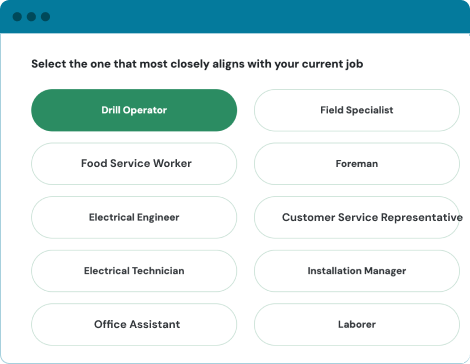 Select the one that most closely aligns with your current job
Drill Operator
Field Specialist
Food Service Worker
Foreman
Electrical Engineer
Customer Service Representative
Electrical Technician
Installation Manager
Office Assistant
Laborer